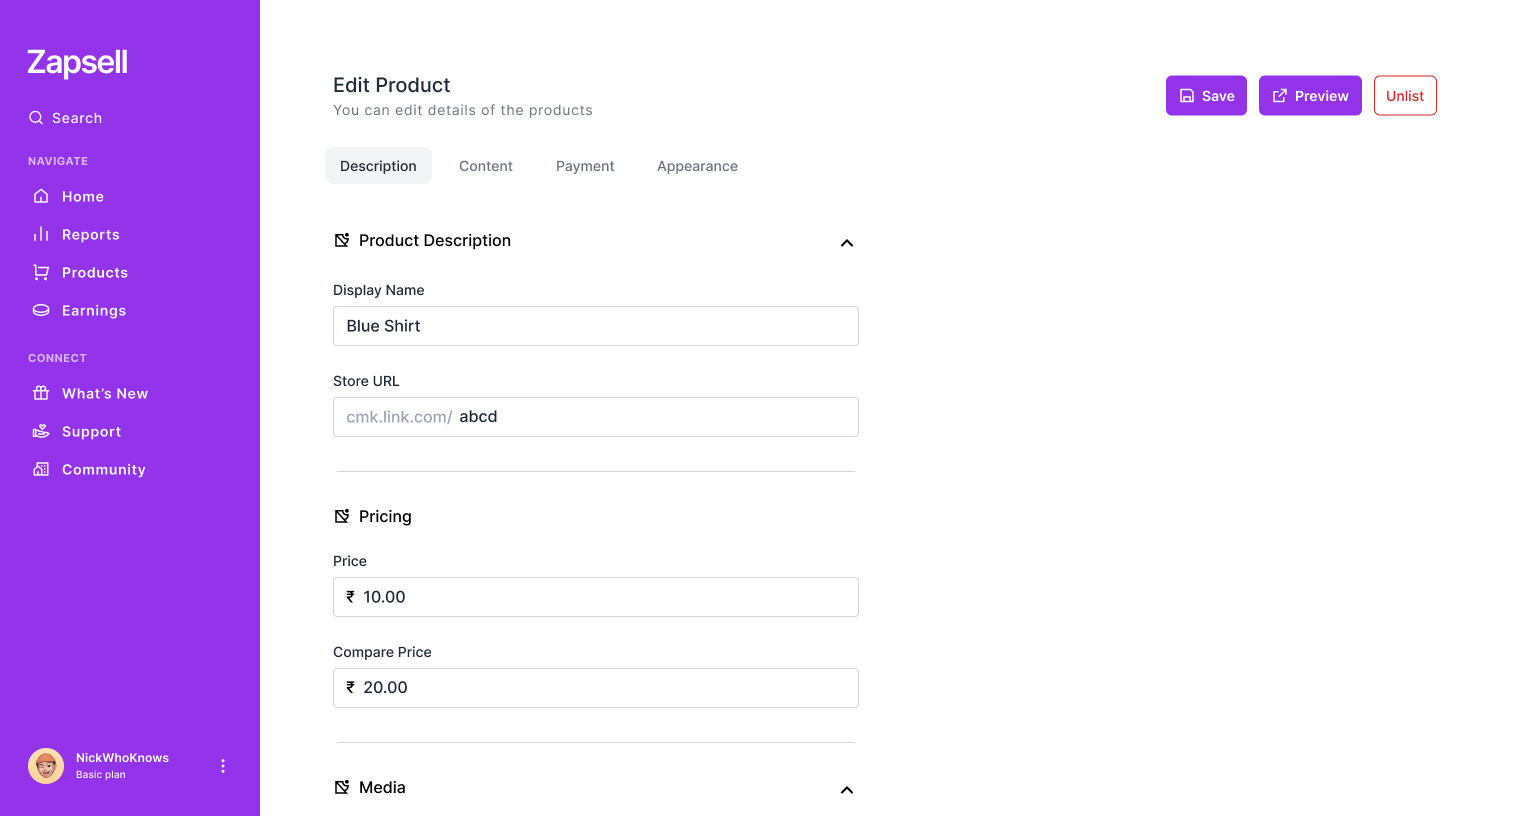 Zapsell
Search
NAVIGATE
Home
Reports
Products
Earnings
CONNECT
What's New
Support
Community
NickWhoKnows
Basic plan
Edit Product
You can edit details of the products
Save
Preview
Unlist
Description
Content
Payment
Appearance
Product Description
Display Name
Blue Shirt
Store URL
cmk.link.com/ abcd
Pricing
Price
₹ 10.00
Compare Price
₹ 20.00
Media